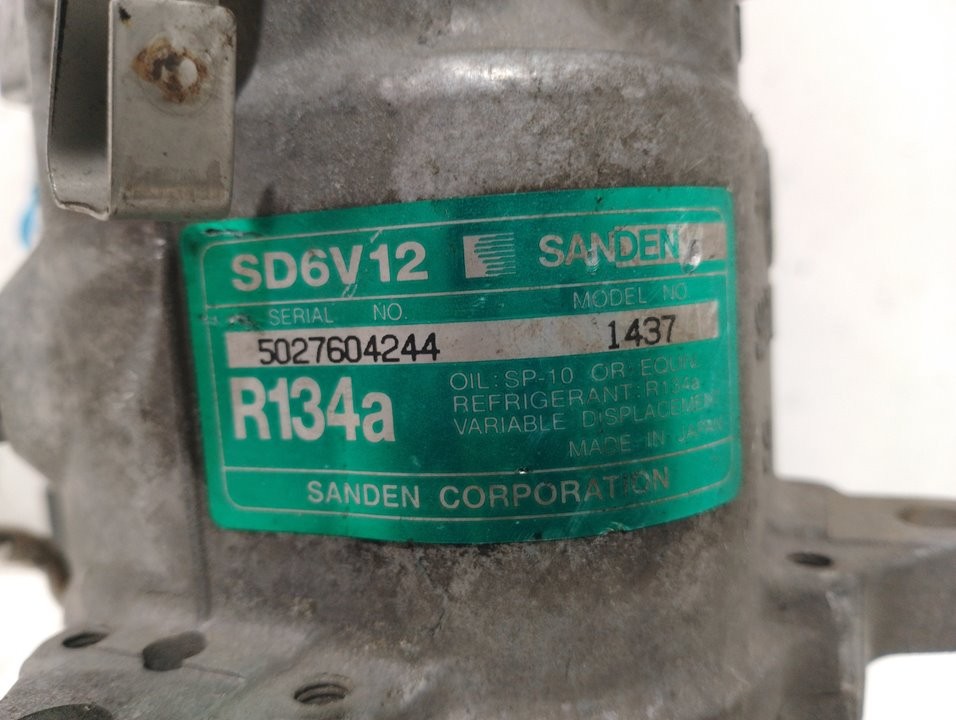 SD6V12 SANDEN
SERIAL NO. MODEL NO
5027604244 1437
R134a
OIL: SP-10 OR EQUIV.
REFRIGERANT: R134a
VARIABLE DISPLACEMENT
MADE IN JAPAN
SANDEN CORPORATION